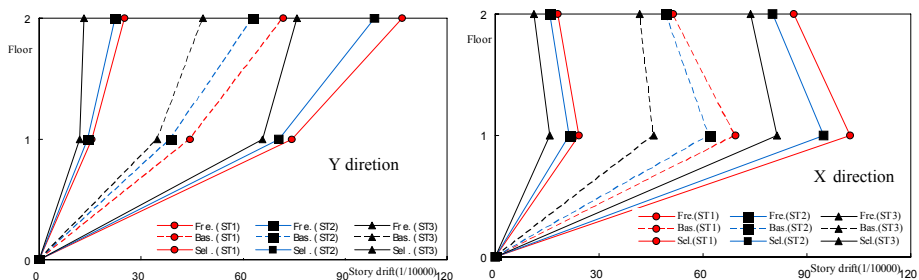 2
Floor
1
Y diretion
Fre. (ST1) Fre. (ST2) Fre. (ST3)
Bas. (ST1) Bas. (ST2) Bas. (ST3)
Sel. (ST1) Sel. (ST2) Sel. (ST3)
0
Story drift(1/10000)
0 30 60 90 120
2
Floor
1
X direction
Fre.(ST1) Fre.(ST2) Fre.(ST3)
Bas.(ST1) Bas.(ST2) Bas.(ST3)
Sel.(ST1) Sel.(ST2) Sel.(ST3)
0
Story drift(1/10000)
0 30 60 90 120